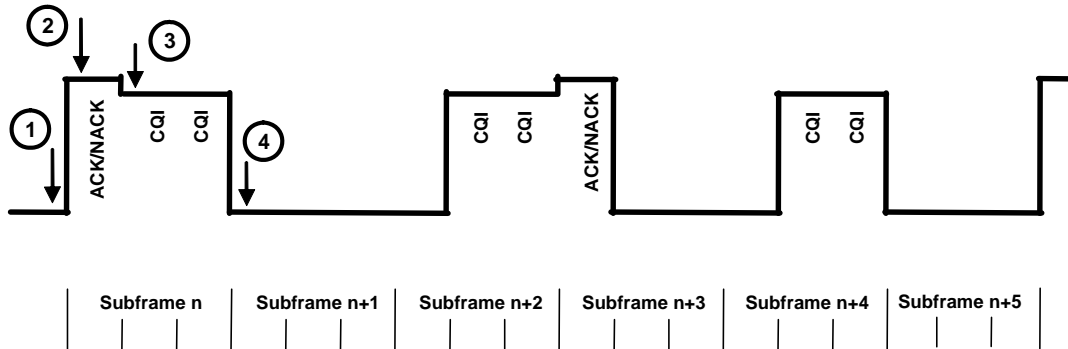 2
3
1
4
ACK/NACK
CQI
CQI
CQI
CQI
ACK/NACK
CQI
CQI
Subframe n
Subframe n+1
Subframe n+2
Subframe n+3
Subframe n+4
Subframe n+5